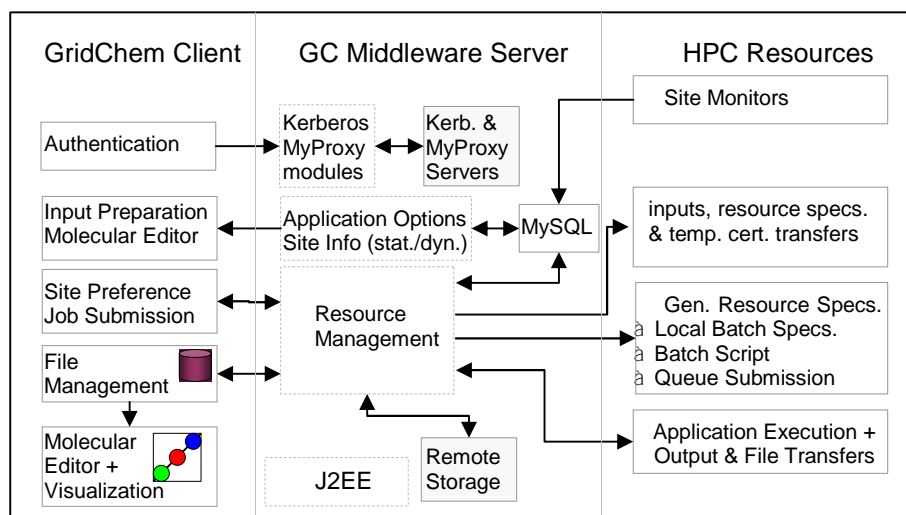 GridChem Client
GC Middleware Server
HPC Resources
Authentication
Kerberos
MyProxy
modules
Kerb. &
MyProxy
Servers
Site Monitors
Input Preparation
Molecular Editor
Application Options
Site Info (stat./dyn.)
MySQL
inputs, resource specs.
& temp. cert. transfers
Site Preference
Job Submission
Resource
Management
Gen. Resource Specs.
à Local Batch Specs.
à Batch Script
à Queue Submission
File
Management
Molecular
Editor +
Visualization
J2EE
Remote
Storage
Application Execution +
Output & File Transfers